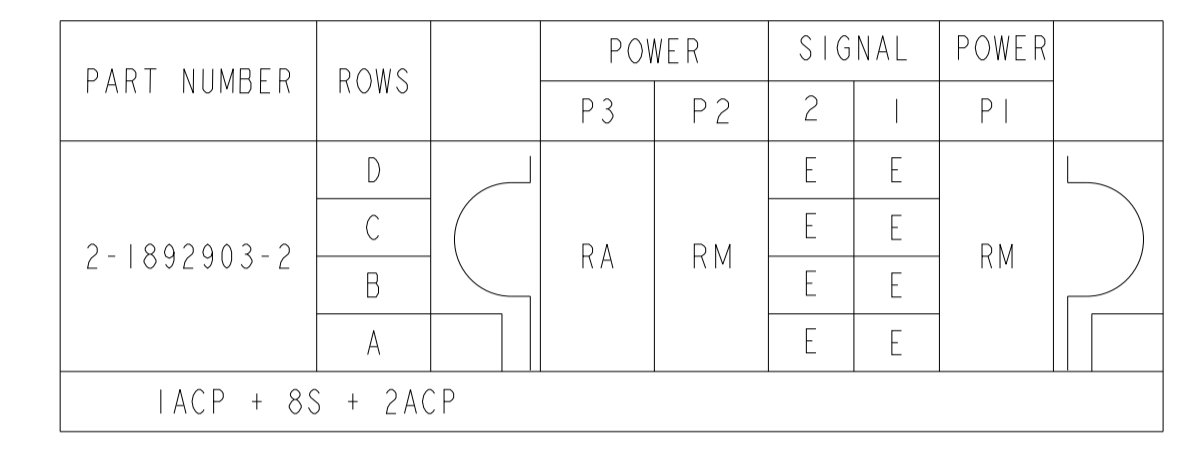 PART NUMBER ROWS POWER SIGNAL POWER
P3 P2 2 1 P1
D E E
C E E
2-1892903-2 RA RM RM
B E E
A E E
1ACP + 8S + 2ACP